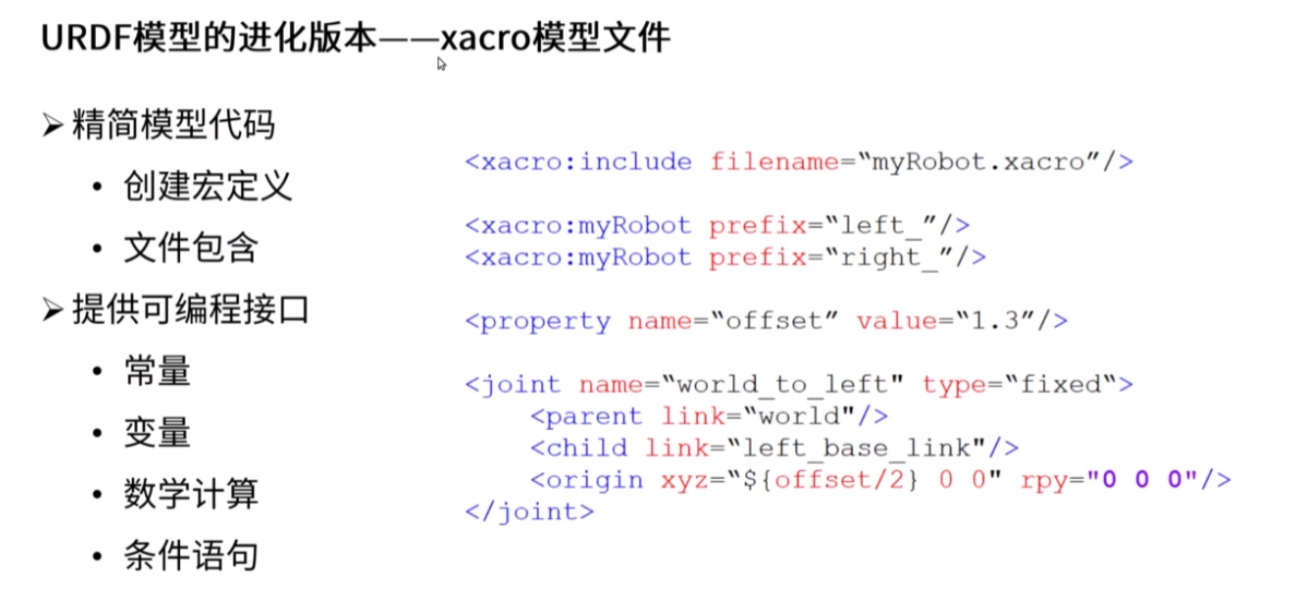 URDF模型的进化版本——xacro模型文件
➢精简模型代码
• 创建宏定义
• 文件包含
➢提供可编程接口
• 常量
• 变量
• 数学计算
• 条件语句
<xacro:include filename=‟myRobot.xacro”/>
<xacro:myRobot prefix=‟left_”/>
<xacro:myRobot prefix=‟right_”/>
<property name=‟offset” value=‟1.3”/>
<joint name=‟world_to_left" type=‟fixed‟>
<parent link=‟world"/>
<child link=‟left_base_link"/>
<origin xyz=‟${offset/2} 0 0" rpy="0 0 0"/>
</joint>